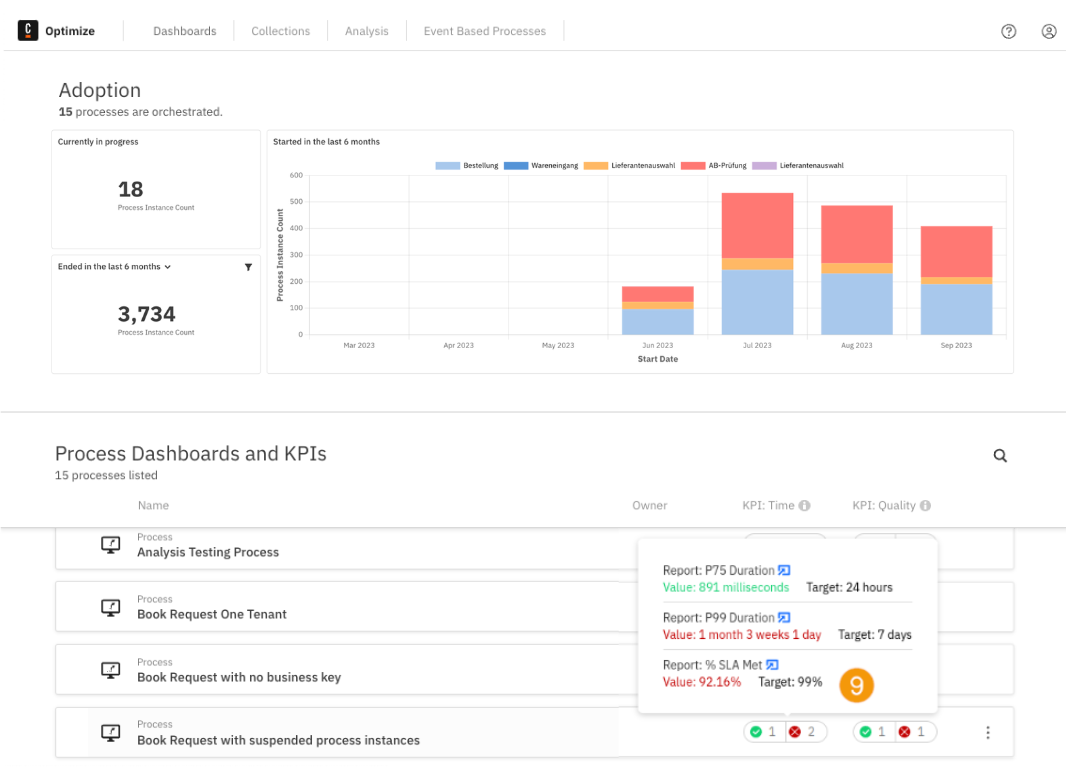 C Optimize Dashboards Collections Analysis Event Based Processes
Adoption
15 processes are orchestrated.
Currently in progress
18
Process Instance Count
Ended in the last 6 months
3,734
Process Instance Count
Started in the last 6 months
Bestellung Wareneingang Lieferantenauswahl AB-Prüfung Lieferantenauswahl
Process Instance Count
600
500
400
300
200
100
0
Mar 2023 Apr 2023 May 2023 Jun 2023 Jul 2023 Aug 2023 Sep 2023
Start Date
Process Dashboards and KPIs
15 processes listed
Name Owner KPI: Time KPI: Quality
Process
Analysis Testing Process
Process
Book Request One Tenant
Process
Book Request with no business key
Process
Book Request with suspended process instances
Report: P75 Duration
Value: 891 milliseconds Target: 24 hours
Report: P99 Duration
Value: 1 month 3 weeks 1 day Target: 7 days
Report: % SLA Met
Value: 92.16% Target: 99%
9
1 2 1 1